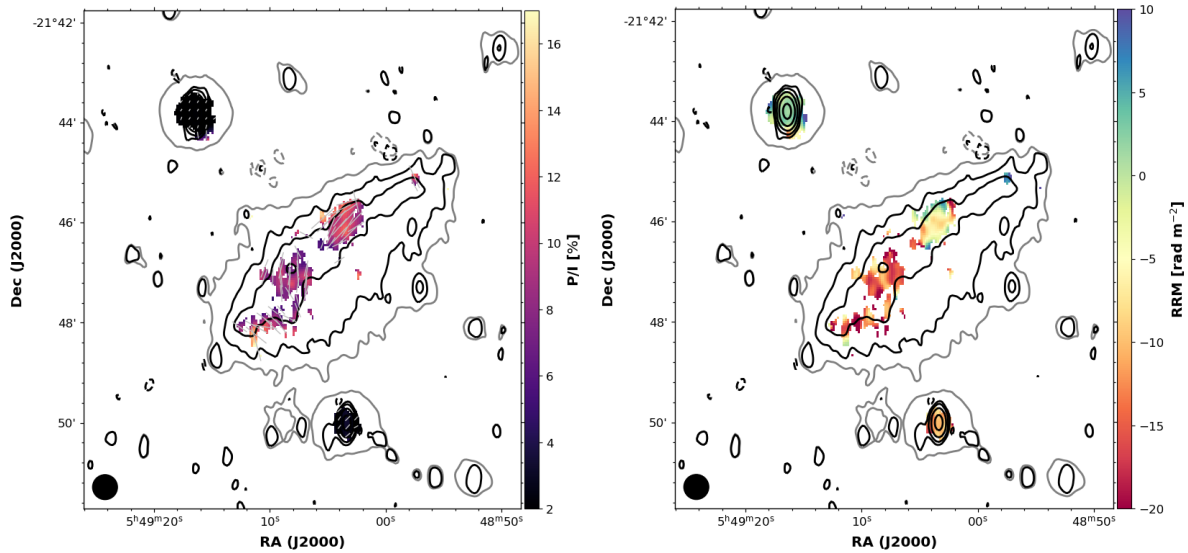 -21°42'
44'
46'
48'
50'
Dec (J2000)
5ʰ49ᵐ20ˢ
10ˢ
00ˢ
48ᵐ50ˢ
RA (J2000)
16
14
12
10
8
6
4
2
P/I [%]
-21°42'
44'
46'
48'
50'
Dec (J2000)
5ʰ49ᵐ20ˢ
10ˢ
00ˢ
48ᵐ50ˢ
RA (J2000)
10
5
0
−5
−10
−15
−20
RRM [rad m⁻²]